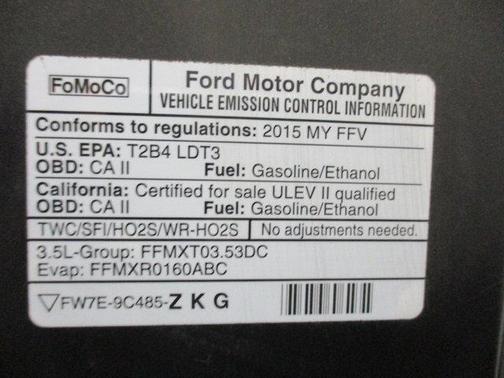 FoMoCo
Ford Motor Company
VEHICLE EMISSION CONTROL INFORMATION
Conforms to regulations: 2015 MY FFV
U.S. EPA: T2B4 LDT3
OBD: CA II Fuel: Gasoline/Ethanol
California: Certified for sale ULEV II qualified
OBD: CA II Fuel: Gasoline/Ethanol
TWC/SFI/HO2S/WR-HO2S No adjustments needed.
3.5L-Group: FFMXT03.53DC
Evap: FFMXR0160ABC
FW7E-9C485-Z K G